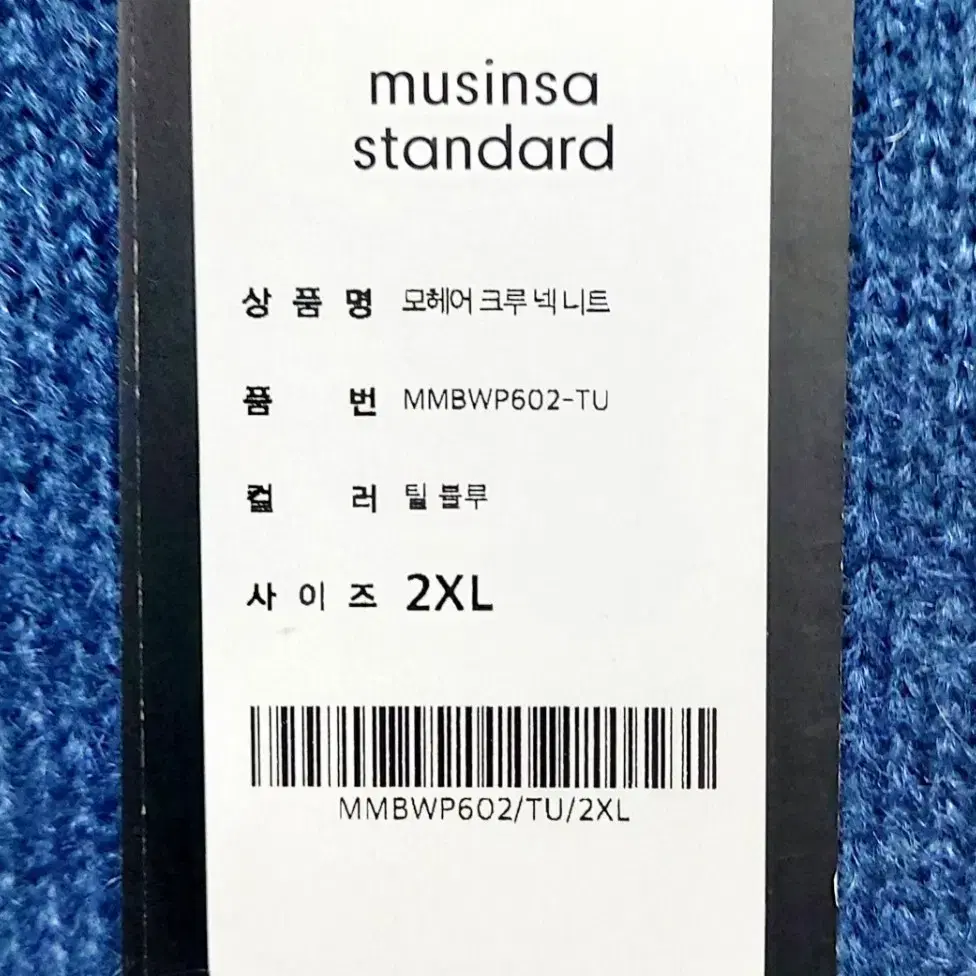 musinsa
standard
상품명 모헤어 크루 넥 니트
품번 MMBWP602-TU
컬러 틸 블루
사이즈 2XL
MMBWP602/TU/2XL